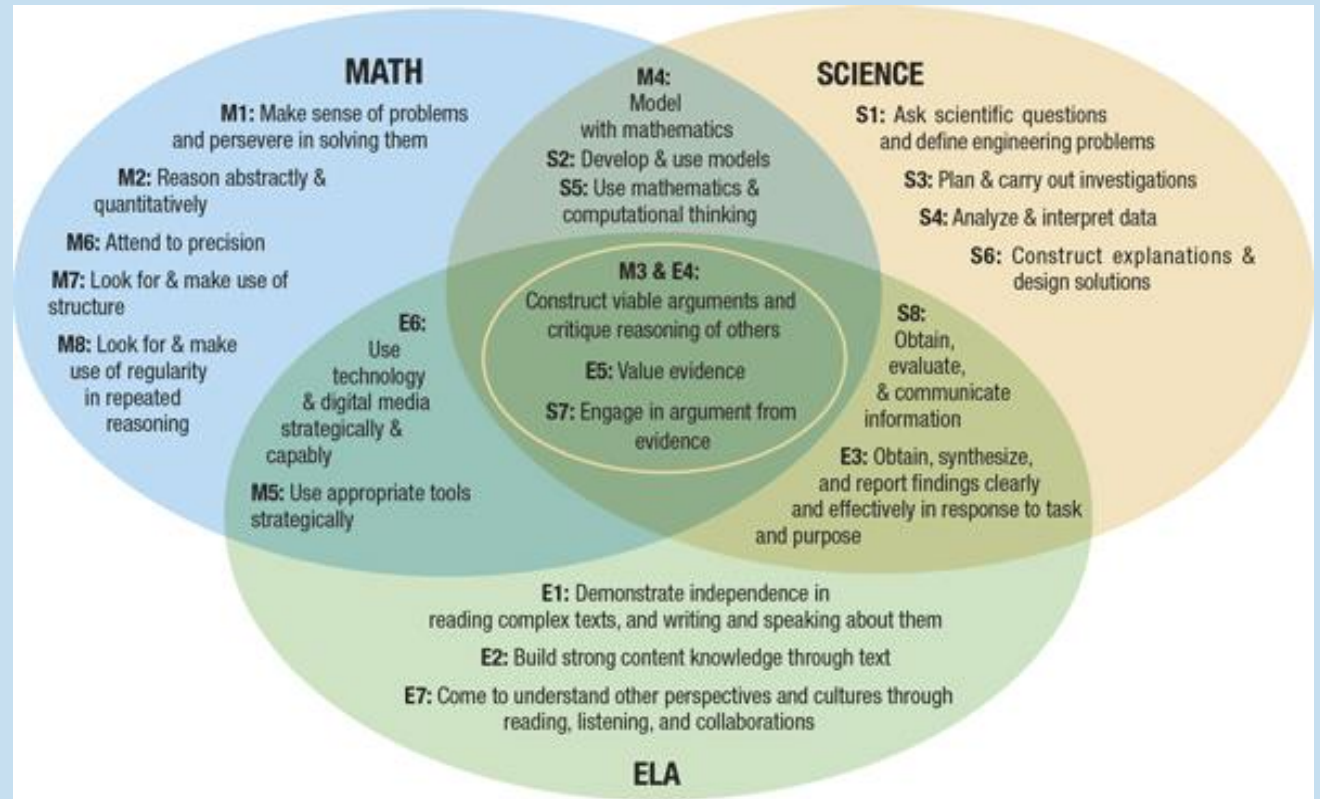 MATH
M1: Make sense of problems
and persevere in solving them
M2: Reason abstractly &
quantitatively
M6: Attend to precision
M7: Look for & make use of
structure
M8: Look for & make
use of regularity
in repeated
reasoning
M4:
Model
with mathematics
S2: Develop & use models
S5: Use mathematics &
computational thinking
SCIENCE
S1: Ask scientific questions
and define engineering problems
S3: Plan & carry out investigations
S4: Analyze & interpret data
S6: Construct explanations &
design solutions
M3 & E4:
Construct viable arguments and
critique reasoning of others
E5: Value evidence
S7: Engage in argument from
evidence
E6:
Use
technology
& digital media
strategically &
capably
M5: Use appropriate tools
strategically
S8:
Obtain,
evaluate,
& communicate
information
E3: Obtain, synthesize,
and report findings clearly
and effectively in response to task
and purpose
E1: Demonstrate independence in
reading complex texts, and writing and speaking about them
E2: Build strong content knowledge through text
E7: Come to understand other perspectives and cultures through
reading, listening, and collaborations
ELA